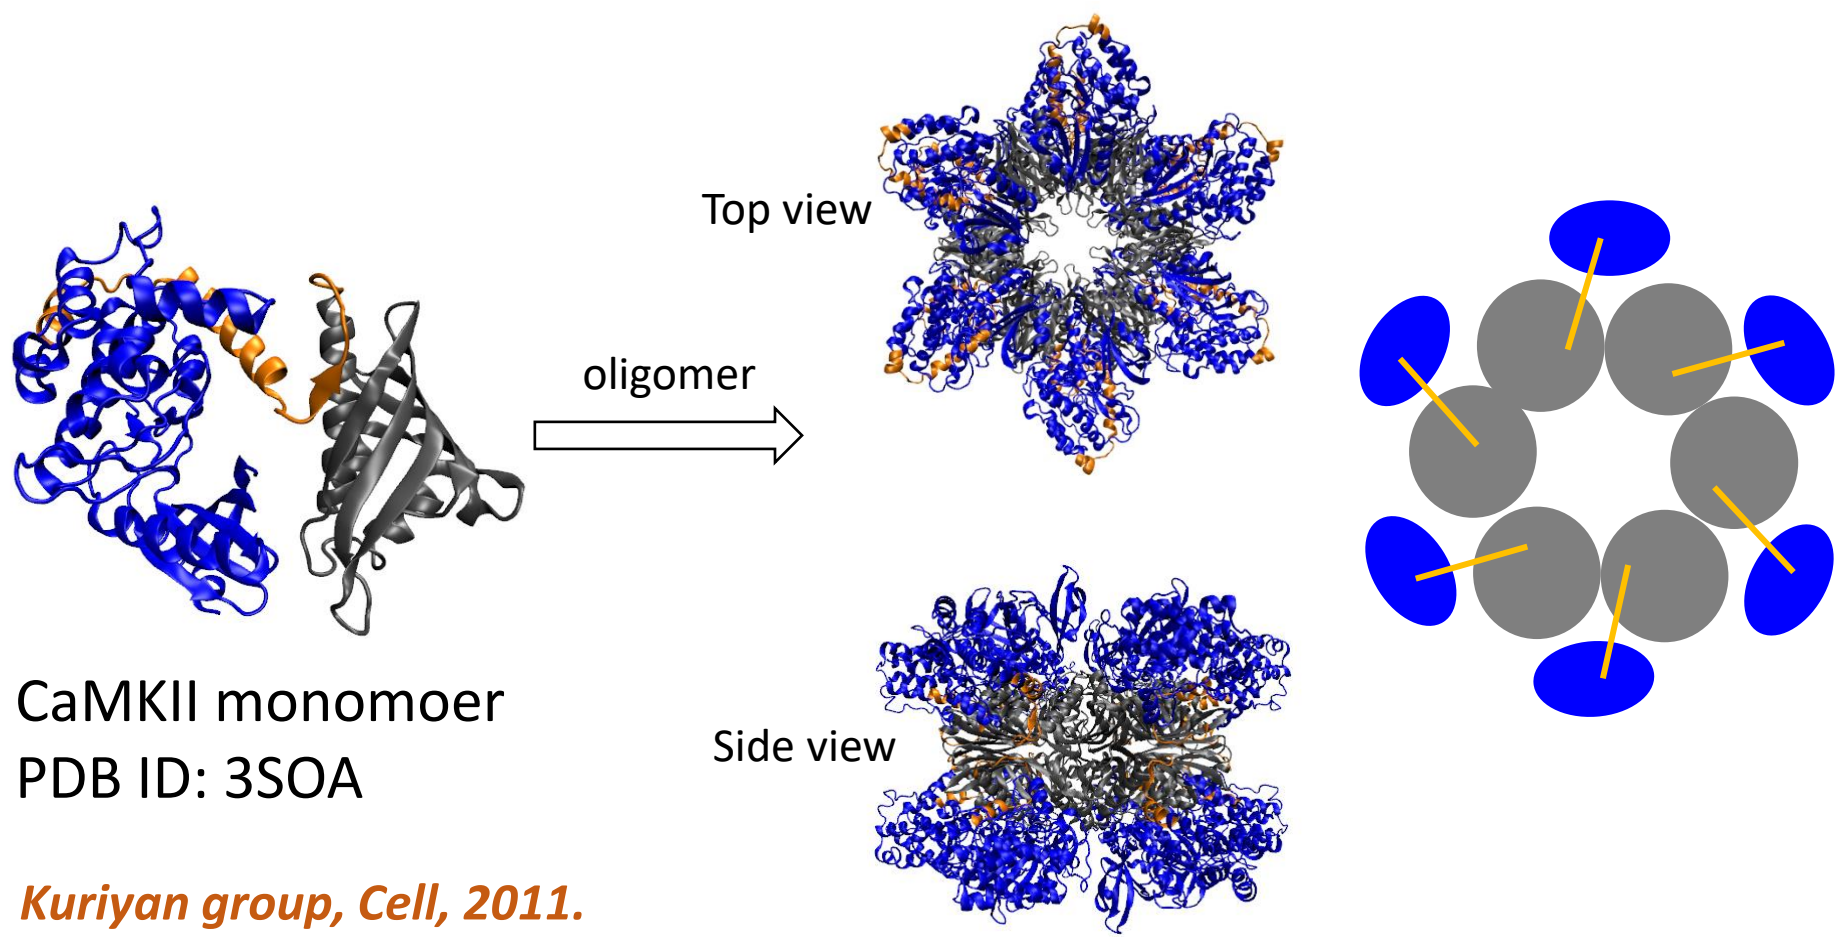 Top view
oligomer
CaMKII monomoer
PDB ID: 3SOA
Side view
Kuriyan group, Cell, 2011.